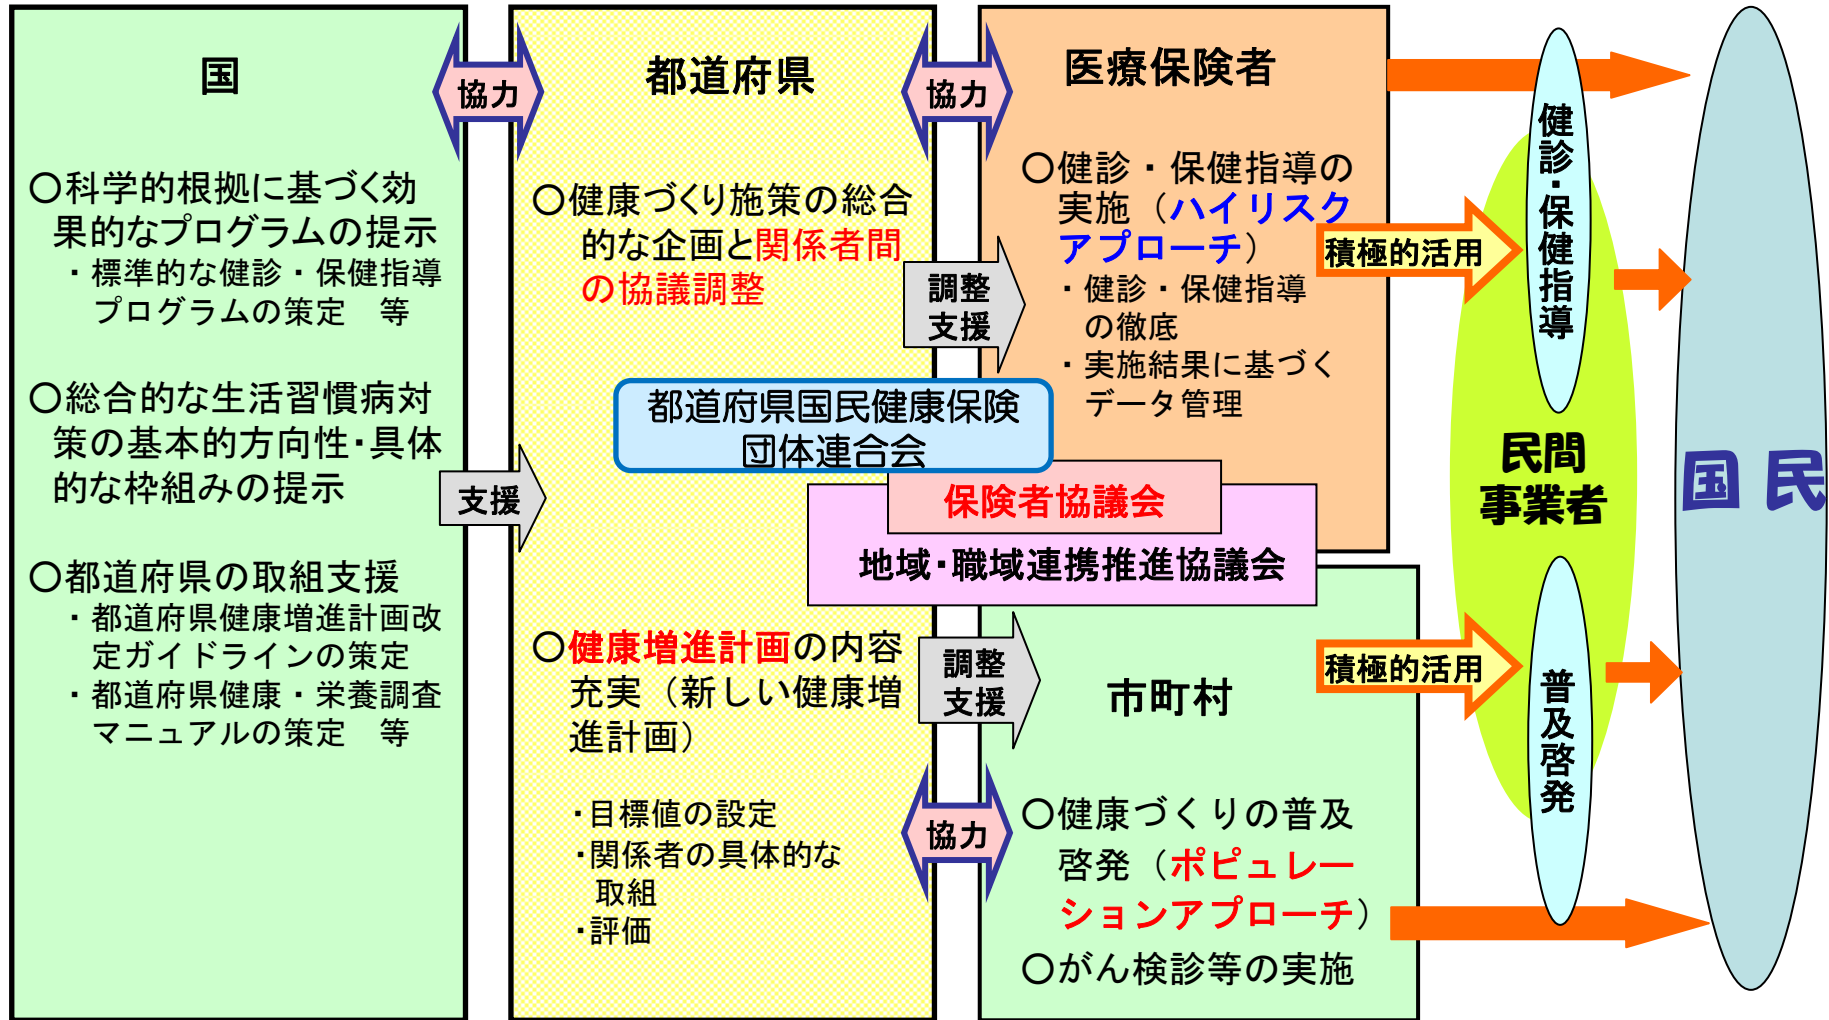 国
協力
都道府県
協力
医療保険者
〇科学的根拠に基づく効
果的なプログラムの提示
・標準的な健診・保健指導
プログラムの策定　等
〇総合的な生活習慣病対
策の基本的方向性・具体
的な枠組みの提示
〇都道府県の取組支援
・都道府県健康増進計画改
定ガイドラインの策定
・都道府県健康・栄養調査
マニュアルの策定　等
支援
〇健康づくり施策の総合
的な企画と関係者間
の協議調整
調整
支援
都道府県国民健康保険
団体連合会
保険者協議会
地域・職域連携推進協議会
〇健康増進計画の内容
充実（新しい健康増
進計画）
・目標値の設定
・関係者の具体的な
取組
・評価
調整
支援
協力
〇健診・保健指導の
実施（ハイリスク
アプローチ）
・健診・保健指導
の徹底
・実施結果に基づく
データ管理
市町村
〇健康づくりの普及
啓発（ポピュレー
ションアプローチ）
〇がん検診等の実施
積極的活用
積極的活用
健診・保健指導
民間
事業者
普及啓発
国民